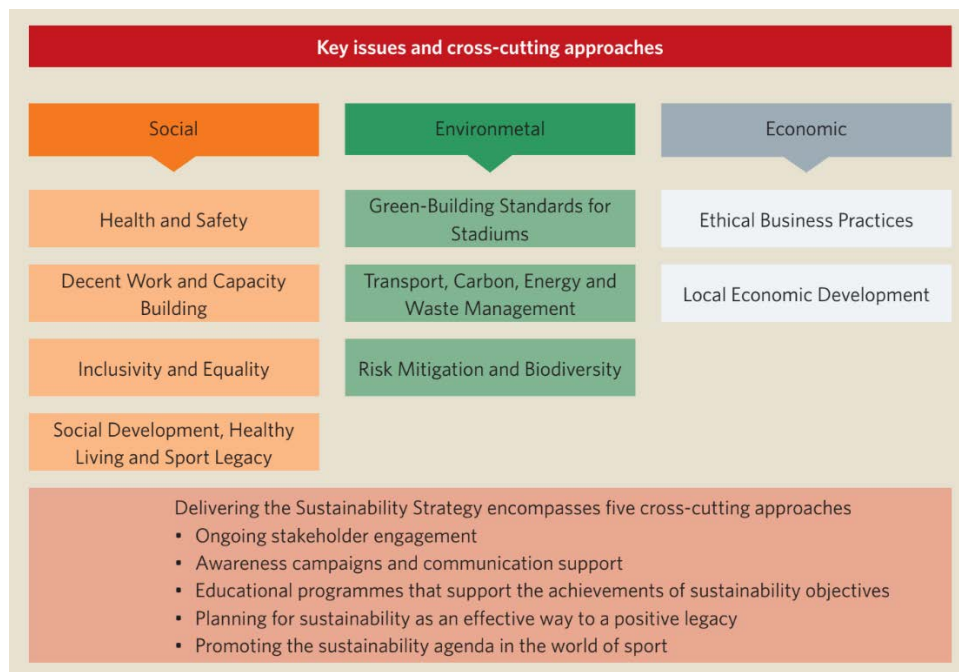 Key issues and cross-cutting approaches
Social
Environmetal
Economic
Health and Safety
Decent Work and Capacity
Building
Inclusivity and Equality
Social Development, Healthy
Living and Sport Legacy
Green-Building Standards for
Stadiums
Transport, Carbon, Energy and
Waste Management
Risk Mitigation and Biodiversity
Ethical Business Practices
Local Economic Development
Delivering the Sustainability Strategy encompasses five cross-cutting approaches
• Ongoing stakeholder engagement
• Awareness campaigns and communication support
• Educational programmes that support the achievements of sustainability objectives
• Planning for sustainability as an effective way to a positive legacy
• Promoting the sustainability agenda in the world of sport